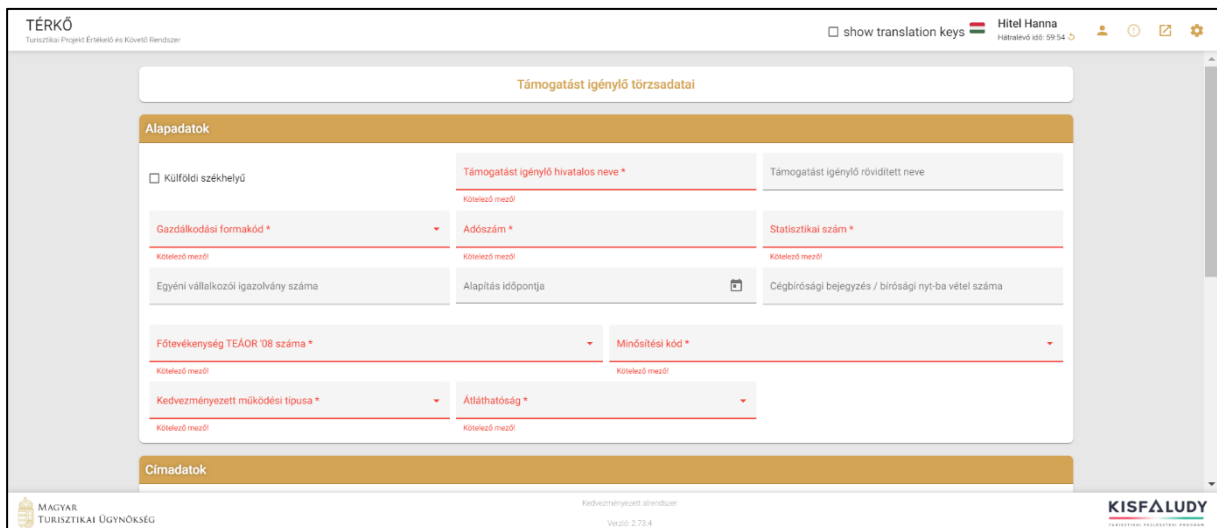 TÉRKŐ
Turisztikai Projekt Értékelő és Követő Rendszer
show translation keys
Hitel Hanna
Hátralévő idő: 59:54
Támogatást igénylő törzsadatai
Alapadatok
Külföldi székhelyű
Támogatást igénylő hivatalos neve *
Támogatást igénylő rövidített neve
Kötelező mező!
Gazdálkodási formakód *
Adószám *
Statisztikai szám *
Kötelező mező!
Kötelező mező!
Kötelező mező!
Egyéni vállalkozói igazolvány száma
Alapítás időpontja
Cégbírósági bejegyzés / bírósági nyt-ba vétel száma
Főtevékenység TEÁOR '08 száma *
Minősítési kód *
Kötelező mező!
Kötelező mező!
Kedvezményezett működési típusa *
Átláthatóság *
Kötelező mező!
Kötelező mező!
Címadatok
MAGYAR
TURISZTIKAI ÜGYNÖKSÉG
Kedvezményezett alrendszer
Verzió: 2.73.4
KISFALUDY
TURISZTIKAI FEJLESZTÉSI PROGRAM